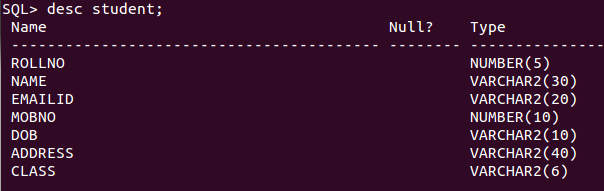 SQL> desc student;
Name Null? Type
---------------------------------------- -------- ---------------
ROLLNO NUMBER(5)
NAME VARCHAR2(30)
EMAILID VARCHAR2(20)
MOBNO NUMBER(10)
DOB VARCHAR2(10)
ADDRESS VARCHAR2(40)
CLASS VARCHAR2(6)